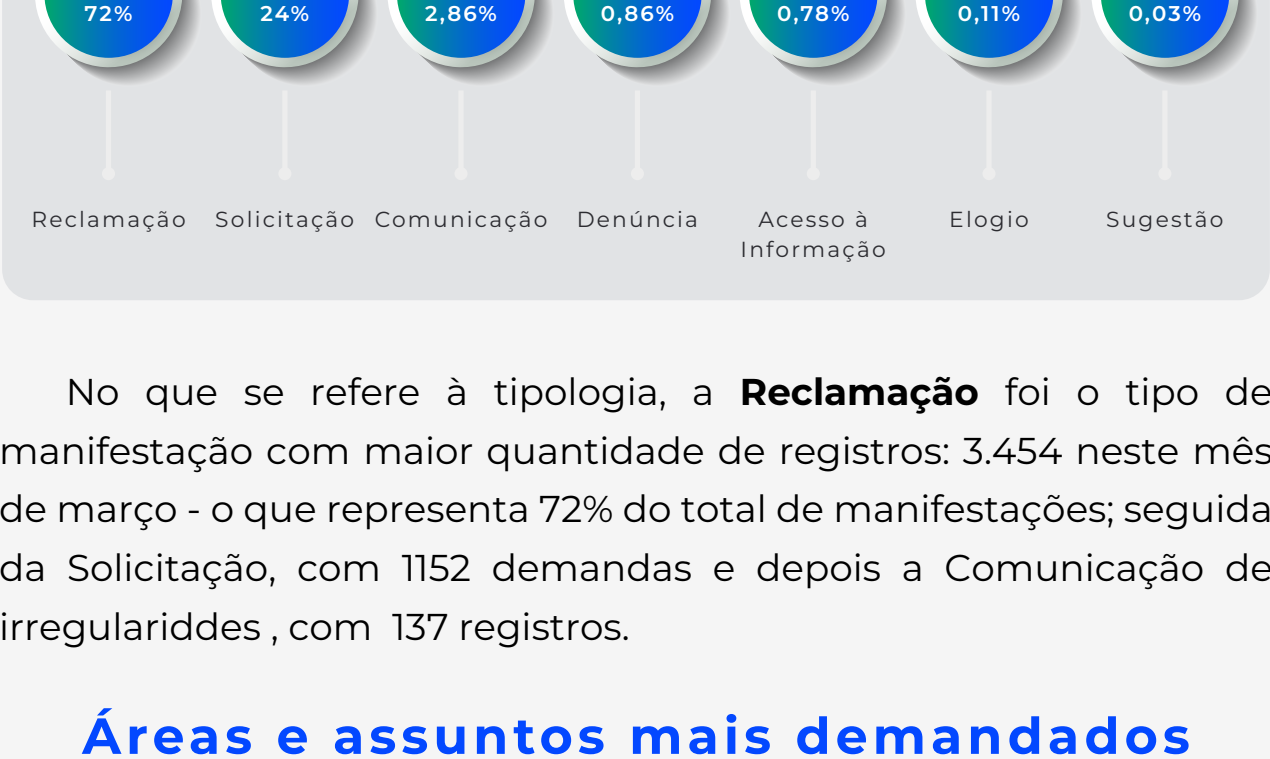 72% 24% 2,86% 0,86% 0,78% 0,11% 0,03%
Reclamação Solicitação Comunicação Denúncia Acesso à Elogio Sugestão
Informação
No que se refere à tipologia, a Reclamação foi o tipo de
manifestação com maior quantidade de registros: 3.454 neste mês
de março - o que representa 72% do total de manifestações; seguida
da Solicitação, com 1152 demandas e depois a Comunicação de
irregulariddes , com 137 registros.
Áreas e assuntos mais demandados